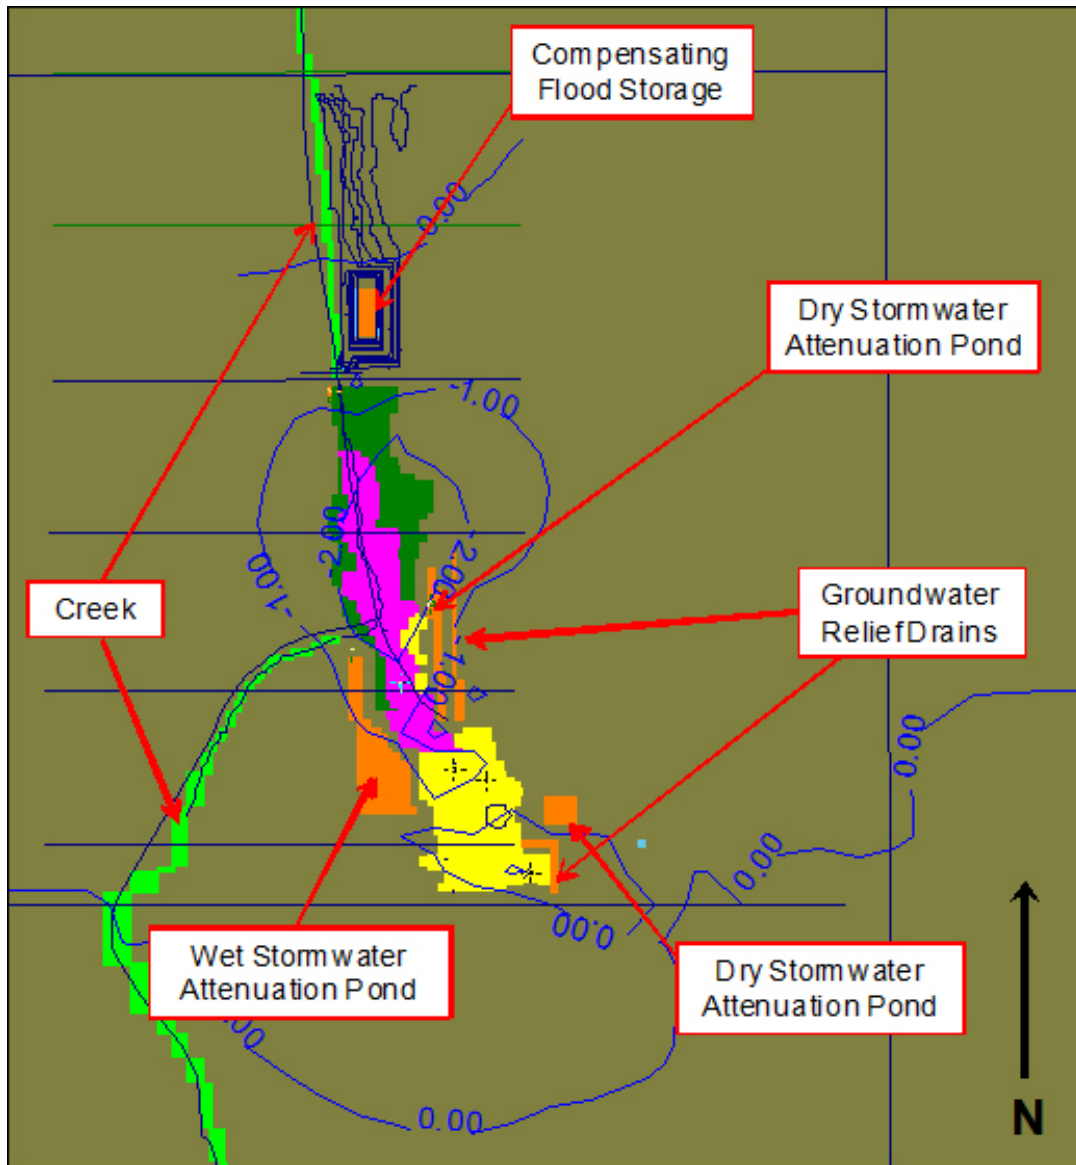 Compensating
Flood Storage
0.00
Dry Stormwater
Attenuation Pond
-1.00
-2.00
-2.00
-1.00
Creek
Groundwater
Relief Drains
-1.00
0.00
0.00
0.00
Wet Stormwater
Attenuation Pond
Dry Stormwater
Attenuation Pond
.00
0.00
N